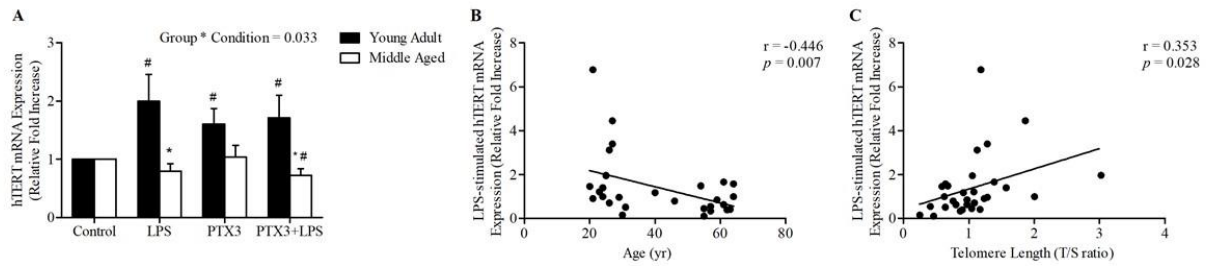 A
Group * Condition = 0.033
Young Adult
Middle Aged
hTERT mRNA Expression
(Relative Fold Increase)
3
2
1
0
#
*
#
#
* #
Control
LPS
PTX3
PTX3+LPS
B
r = -0.446
p = 0.007
LPS-stimulated hTERT mRNA
Expression (Relative Fold Increase)
8
6
4
2
0
0
20
40
60
80
Age (yr)
C
r = 0.353
p = 0.028
LPS-stimulated hTERT mRNA
Expression (Relative Fold Increase)
8
6
4
2
0
0
1
2
3
4
Telomere Length (T/S ratio)